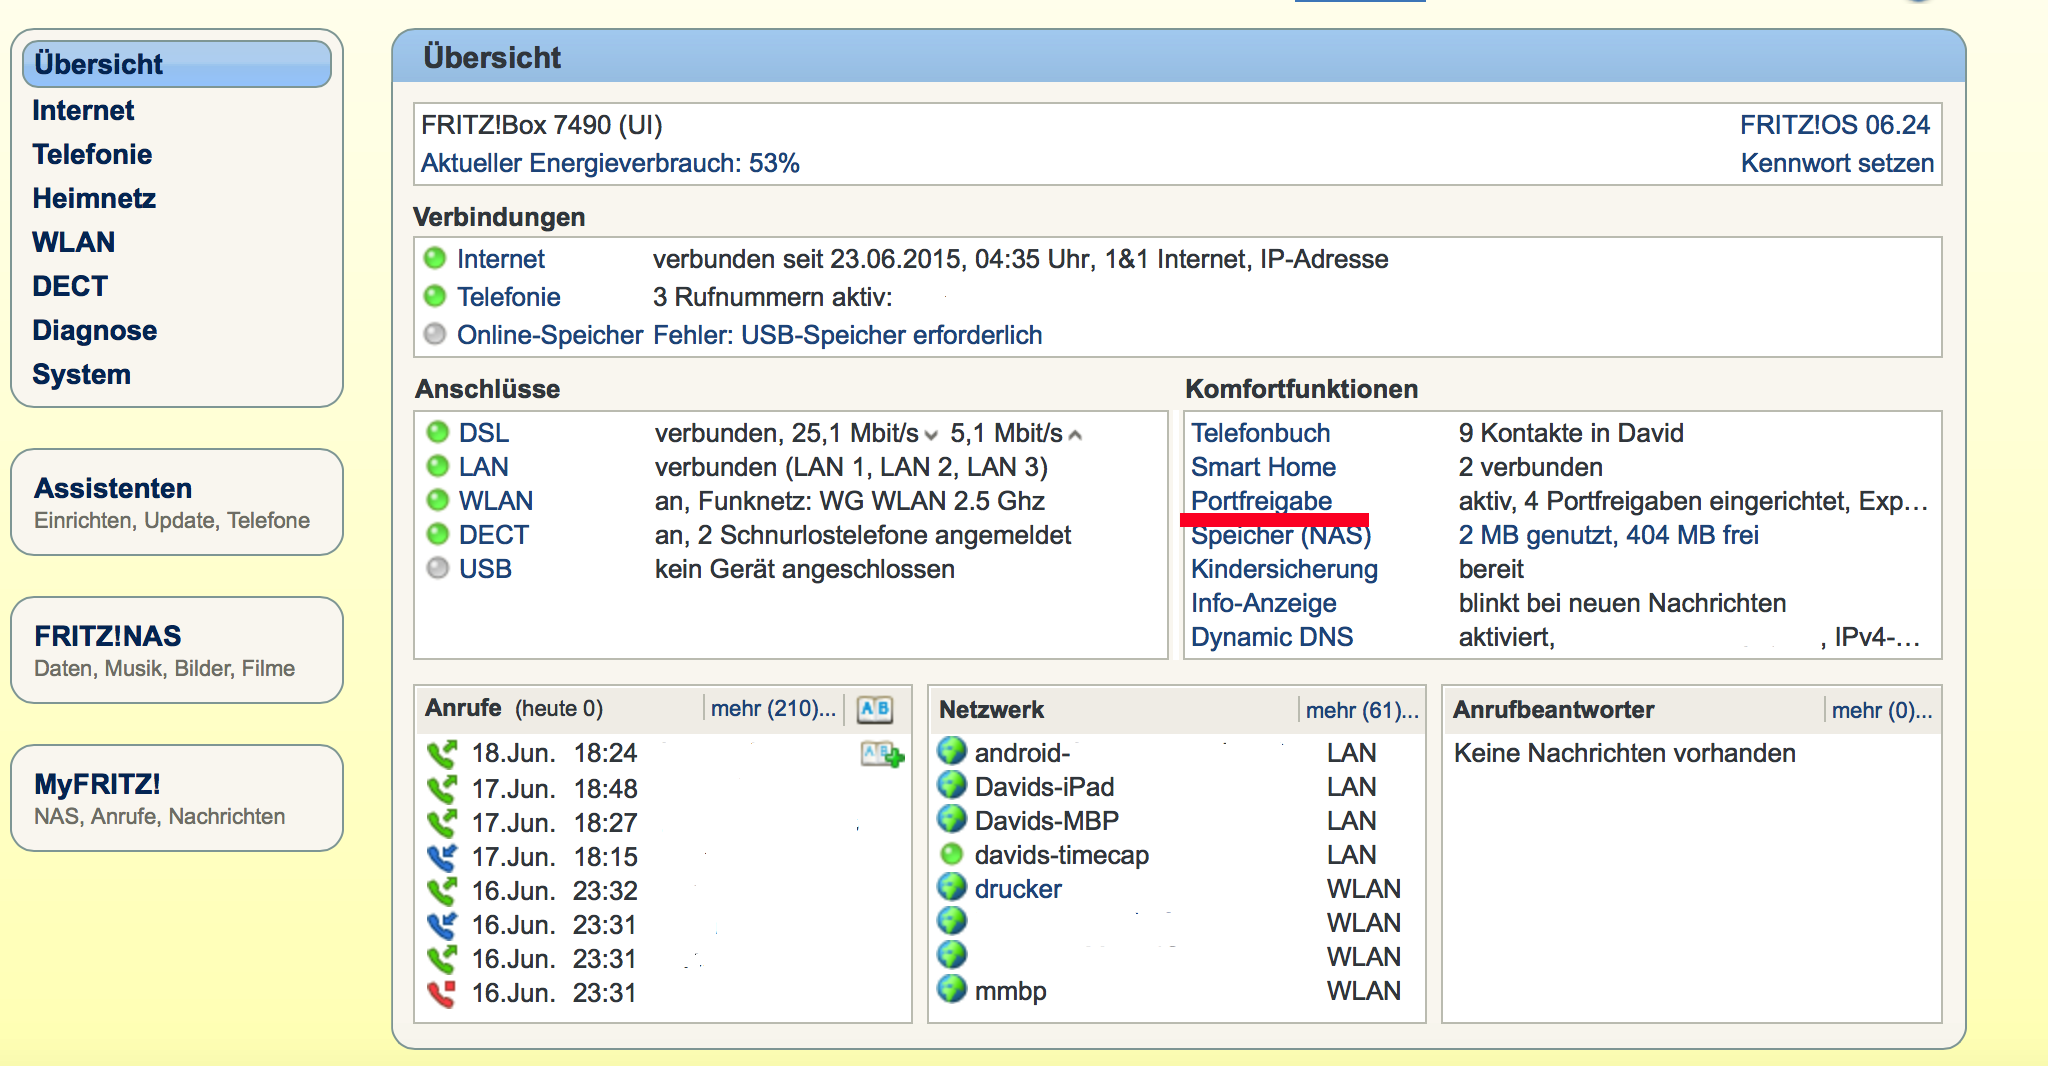 Übersicht
Internet
Telefonie
Heimnetz
WLAN
DECT
Diagnose
System
Assistenten
Einrichten, Update, Telefone
FRITZ!NAS
Daten, Musik, Bilder, Filme
MyFRITZ!
NAS, Anrufe, Nachrichten
Übersicht
FRITZ!Box 7490 (UI) FRITZ!OS 06.24
Aktueller Energieverbrauch: 53% Kennwort setzen
Verbindungen
Internet verbunden seit 23.06.2015, 04:35 Uhr, 1&1 Internet, IP-Adresse
Telefonie 3 Rufnummern aktiv:
Online-Speicher Fehler: USB-Speicher erforderlich
Anschlüsse
DSL verbunden, 25,1 Mbit/s 5,1 Mbit/s
LAN verbunden (LAN 1, LAN 2, LAN 3)
WLAN an, Funknetz: WG WLAN 2.5 Ghz
DECT an, 2 Schnurlostelefone angemeldet
USB kein Gerät angeschlossen
Komfortfunktionen
Telefonbuch 9 Kontakte in David
Smart Home 2 verbunden
Portfreigabe aktiv, 4 Portfreigaben eingerichtet, Exp...
Speicher (NAS) 2 MB genutzt, 404 MB frei
Kindersicherung bereit
Info-Anzeige blinkt bei neuen Nachrichten
Dynamic DNS aktiviert, , IPv4-...
Anrufe (heute 0) mehr (210)...
18.Jun. 18:24
17.Jun. 18:48
17.Jun. 18:27
17.Jun. 18:15
16.Jun. 23:32
16.Jun. 23:31
16.Jun. 23:31
16.Jun. 23:31
Netzwerk mehr (61)...
android- LAN
Davids-iPad LAN
Davids-MBP LAN
davids-timecap LAN
drucker WLAN
WLAN
WLAN
mmbp WLAN
Anrufbeantworter mehr (0)...
Keine Nachrichten vorhanden